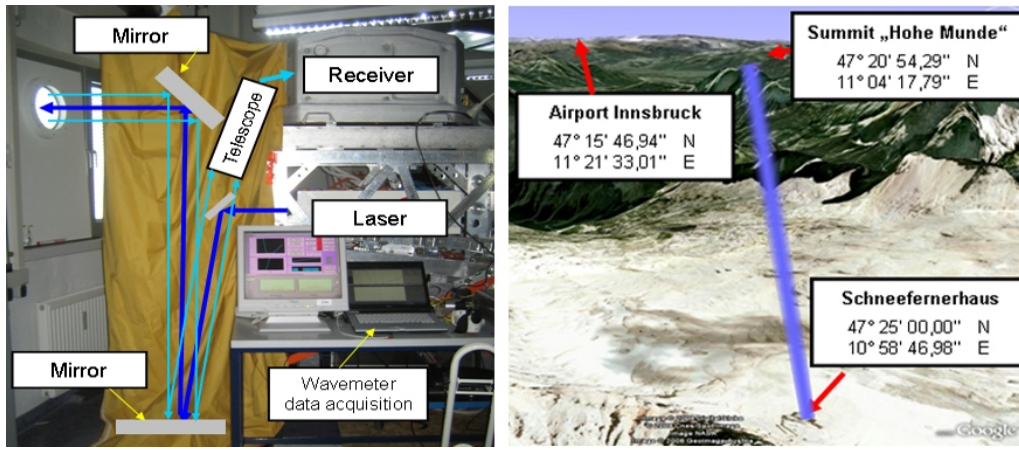 Mirror
Receiver
Telescope
Laser
Mirror
Wavemeter
data acquisition
Summit „Hohe Munde“
47° 20' 54,29" N
11° 04' 17,79" E
Airport Innsbruck
47° 15' 46,94" N
11° 21' 33,01" E
Schneefernerhaus
47° 25' 00,00" N
10° 58' 46,98" E
Google